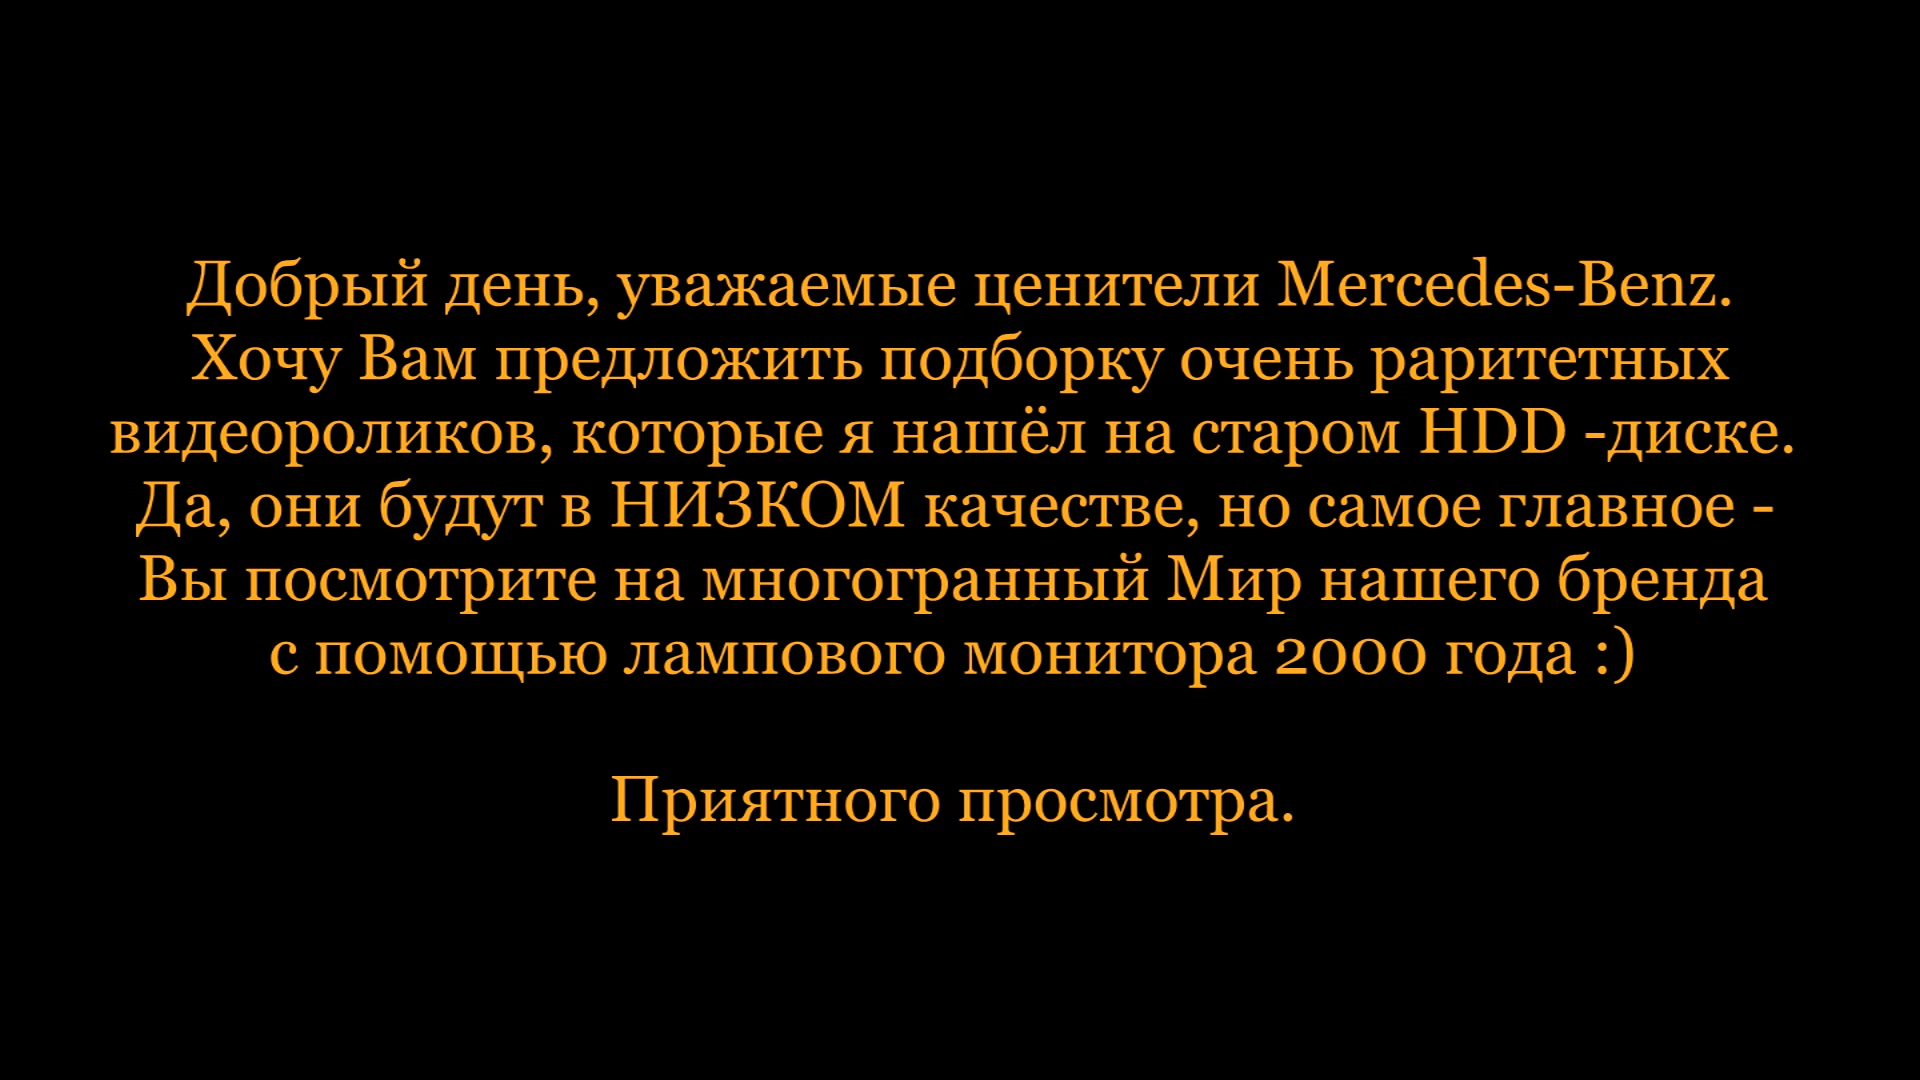 Добрый день, уважаемые ценители Mercedes-Benz.
Хочу Вам предложить подборку очень раритетных
видеороликов, которые я нашёл на старом HDD -диске.
Да, они будут в НИЗКОМ качестве, но самое главное -
Вы посмотрите на многогранный Мир нашего бренда
с помощью лампового монитора 2000 года :)
Приятного просмотра.